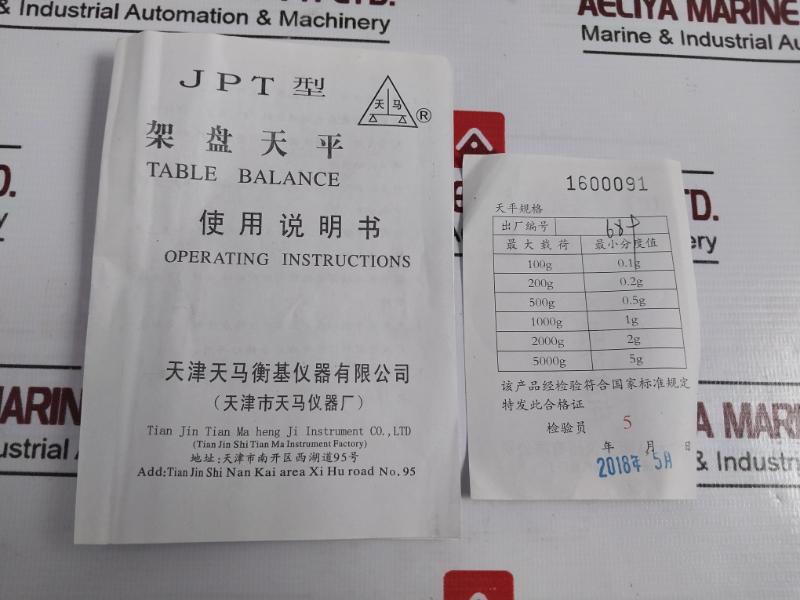 & Industrial Automation & Machinery
AELIYA MARINE
Marine & Industrial Au
JPT 型
天马
®
架盘天平
TABLE BALANCE
使用说明书
OPERATING INSTRUCTIONS
天津天马衡基仪器有限公司
(天津市天马仪器厂)
Tian Jin Tian Ma heng Ji Instrument CO.,LTD
(Tian Jin Shi Tian Ma Instrument Factory)
地址:天津市南开区西湖道95号
Add:Tian Jin Shi Nan Kai area Xi Hu road No.95
1600091
天平规格
出厂编号
最大载荷 最小分度值
100g 0.1g
200g 0.2g
500g 0.5g
1000g 1g
2000g 2g
5000g 5g
该产品经检验符合国家标准规定
特发此合格证
检验员 5
年 月 日
2018年 5月
D.
ery
TD.
nery
ARIN
ustrial A
A MARI
& Industri